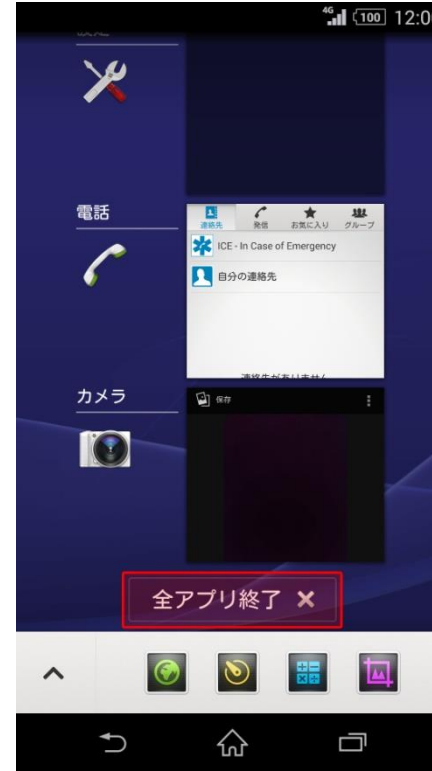 4G 100 12:0
電話
連絡先 発信 お気に入り グループ
ICE - In Case of Emergency
自分の連絡先
カメラ
保存
全アプリ終了 ×